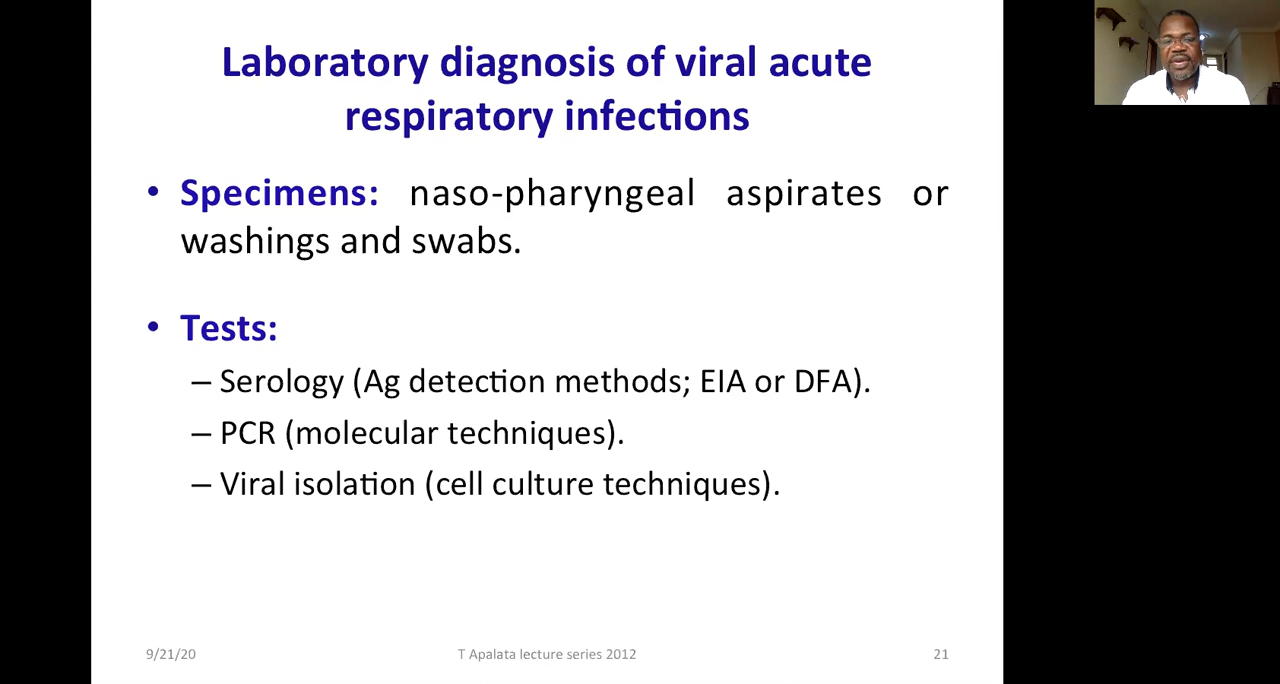 Laboratory diagnosis of viral acute
respiratory infections
• Specimens: naso-pharyngeal aspirates or
washings and swabs.
• Tests:
– Serology (Ag detection methods; EIA or DFA).
– PCR (molecular techniques).
– Viral isolation (cell culture techniques).
9/21/20 T Apalata lecture series 2012 21